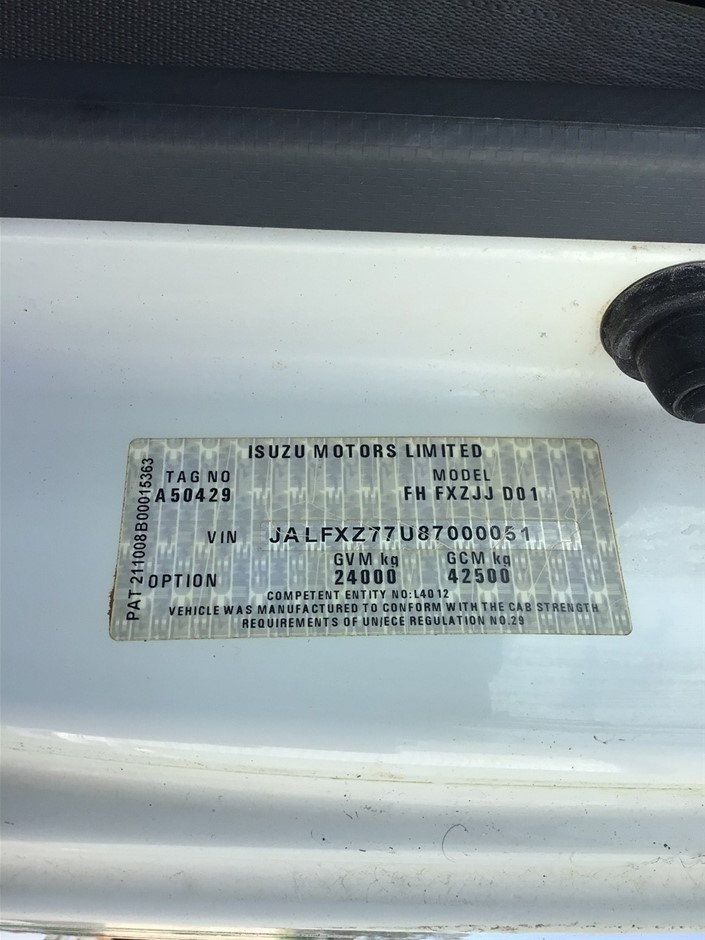 ISUZU MOTORS LIMITED
TAG NO
MODEL
A50429
FH FXZJJ D01
VIN JALFXZ77U87000051
GVM kg GCM kg
OPTION 24000 42500
COMPETENT ENTITY NO:L4012
VEHICLE WAS MANUFACTURED TO CONFORM WITH THE CAB STRENGTH
REQUIREMENTS OF UN/ECE REGULATION NO.29
PAT 211008B00015363